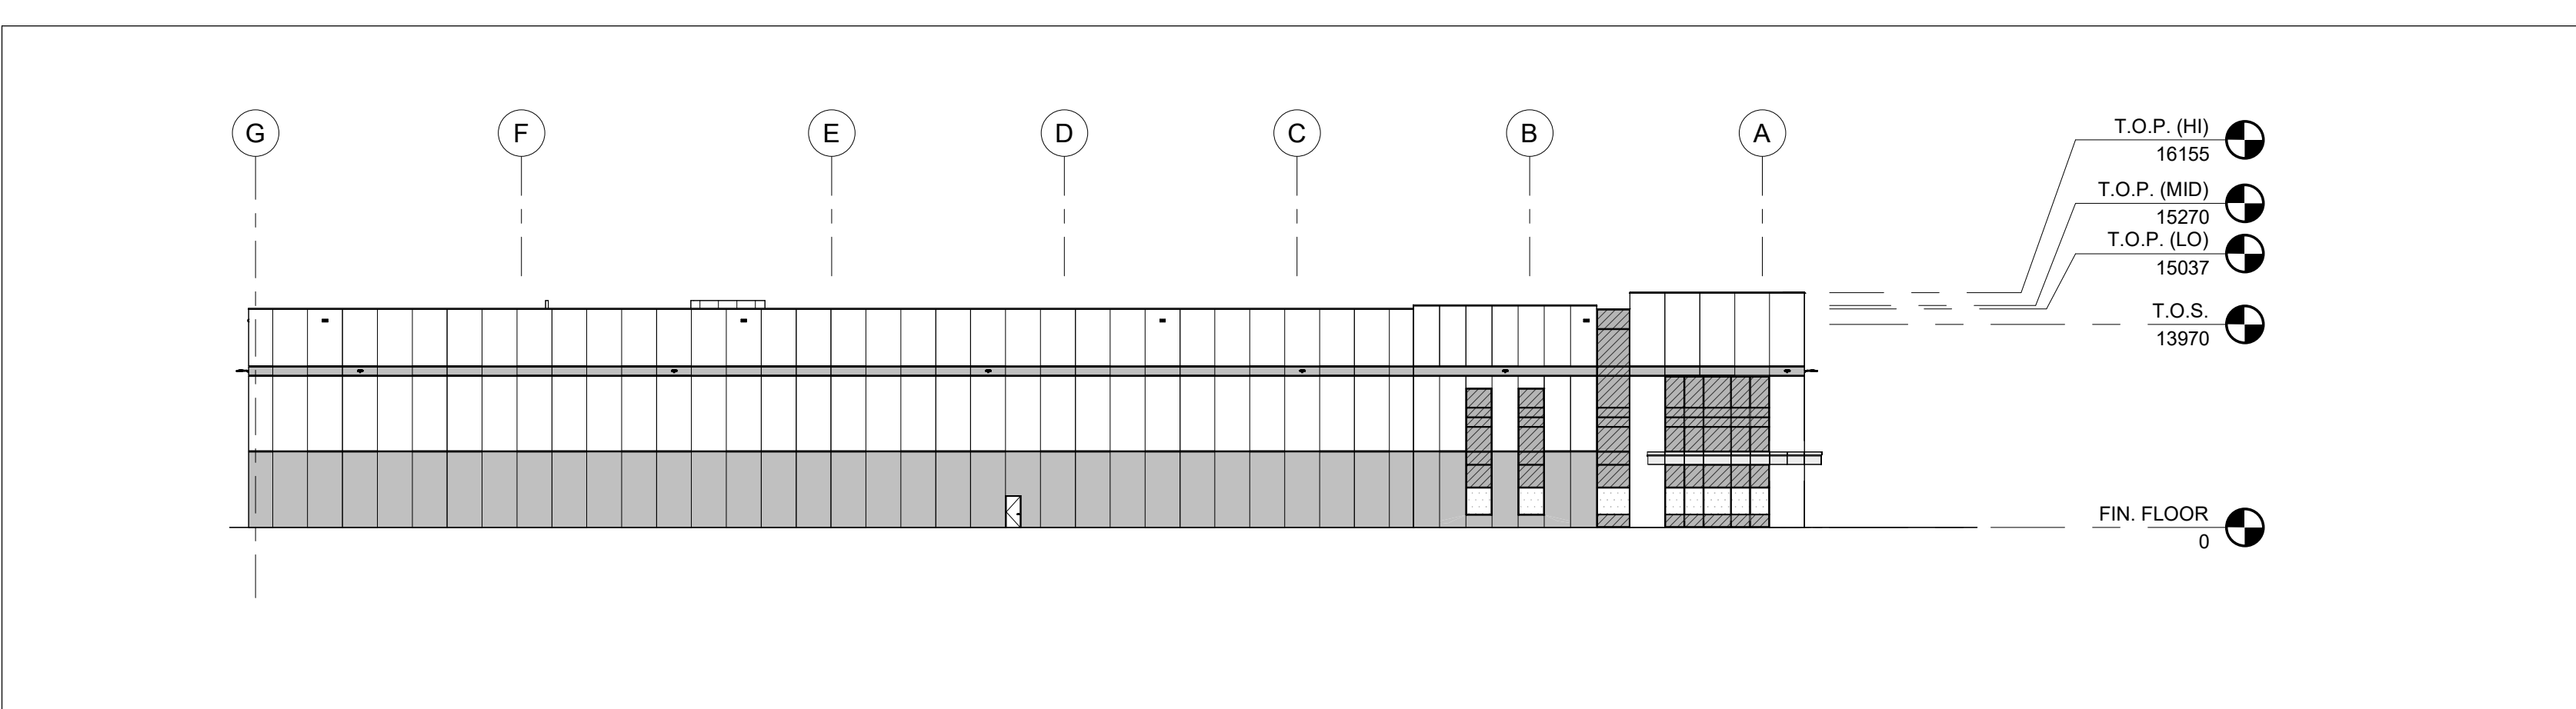 G F E D C B A
T.O.P. (HI)
16155
T.O.P. (MID)
15270
T.O.P. (LO)
15037
T.O.S.
13970
FIN. FLOOR
0